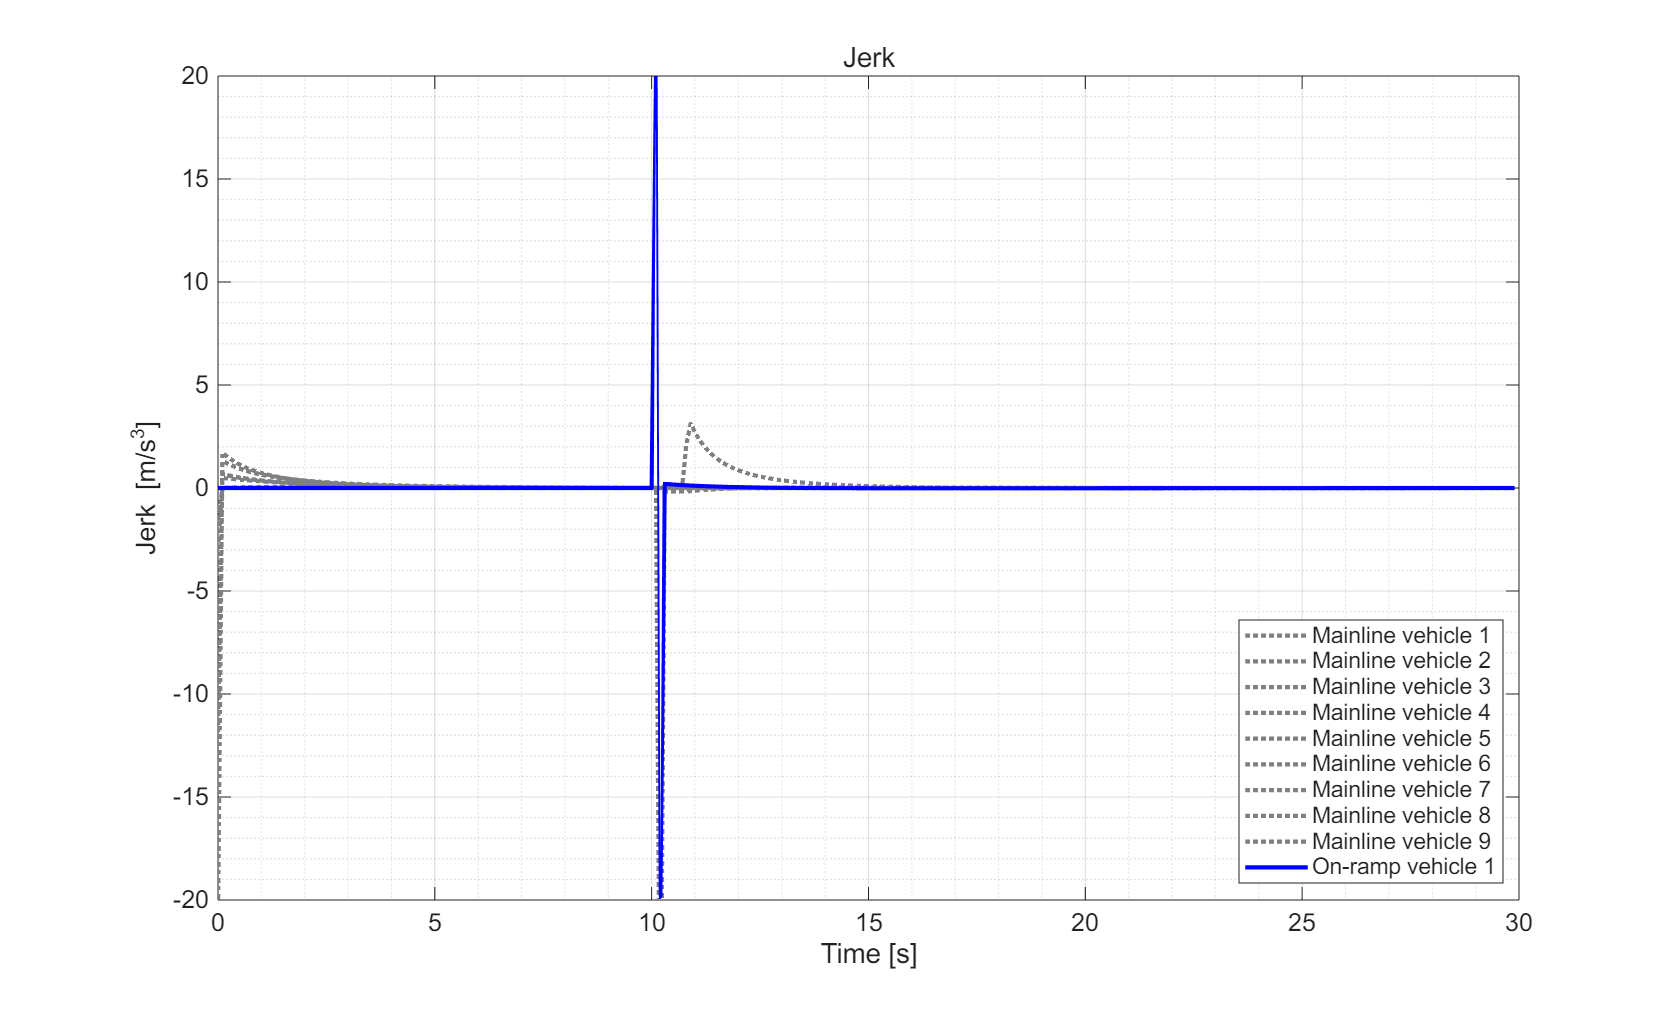 Jerk
20
15
10
5
0
-5
-10
-15
-20
Jerk [m/s³]
0 5 10 15 20 25 30
Time [s]
Mainline vehicle 1
Mainline vehicle 2
Mainline vehicle 3
Mainline vehicle 4
Mainline vehicle 5
Mainline vehicle 6
Mainline vehicle 7
Mainline vehicle 8
Mainline vehicle 9
On-ramp vehicle 1